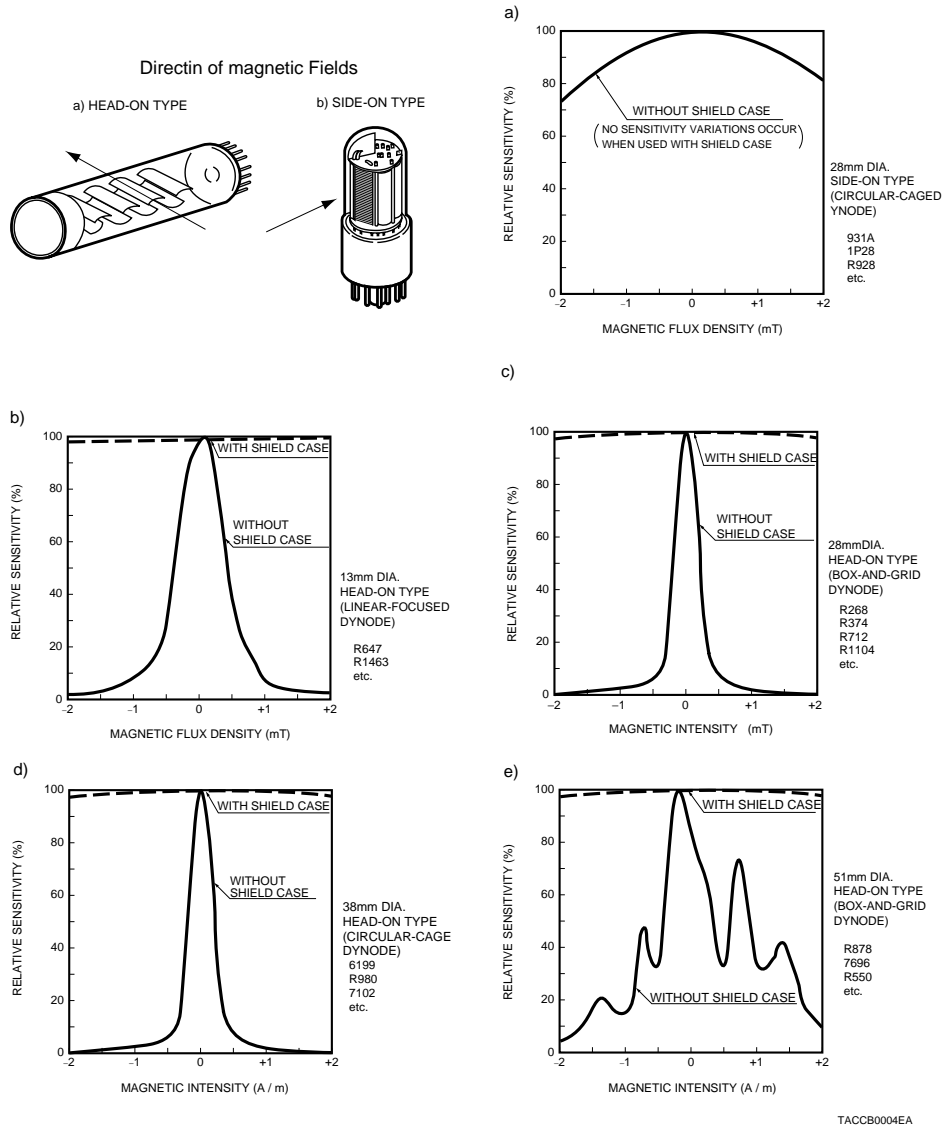 Directin of magnetic Fields
a) HEAD-ON TYPE
b) SIDE-ON TYPE
a)
RELATIVE SENSITIVITY (%)
100
80
60
40
20
0
WITHOUT SHIELD CASE
( NO SENSITIVITY VARIATIONS OCCUR
WHEN USED WITH SHIELD CASE )
–2 –1 0 +1 +2
MAGNETIC FLUX DENSITY (mT)
28mm DIA.
SIDE-ON TYPE
(CIRCULAR-CAGED
YNODE)
931A
1P28
R928
etc.
b)
RELATIVE SENSITIVITY (%)
100
80
60
40
20
0
WITH SHIELD CASE
WITHOUT
SHIELD CASE
–2 –1 0 +1 +2
MAGNETIC FLUX DENSITY (mT)
13mm DIA.
HEAD-ON TYPE
(LINEAR-FOCUSED
DYNODE)
R647
R1463
etc.
c)
RELATIVE SENSITIVITY (%)
100
80
60
40
20
0
WITH SHIELD CASE
WITHOUT
SHIELD CASE
–2 –1 0 +1 +2
MAGNETIC INTENSITY (mT)
28mmDIA.
HEAD-ON TYPE
(BOX-AND-GRID
DYNODE)
R268
R374
R712
R1104
etc.
d)
RELATIVE SENSITIVITY (%)
100
80
60
40
20
0
WITH SHIELD CASE
WITHOUT
SHIELD CASE
–2 –1 0 +1 +2
MAGNETIC INTENSITY (A / m)
38mm DIA.
HEAD-ON TYPE
(CIRCULAR-CAGE
DYNODE)
6199
R980
7102
etc.
e)
RELATIVE SENSITIVITY (%)
100
80
60
40
20
0
WITH SHIELD CASE
WITHOUT SHIELD CASE
–2 –1 0 +1 +2
MAGNETIC INTENSITY (A / m)
51mm DIA.
HEAD-ON TYPE
(BOX-AND-GRID
DYNODE)
R878
7696
R550
etc.
TACCB0004EA